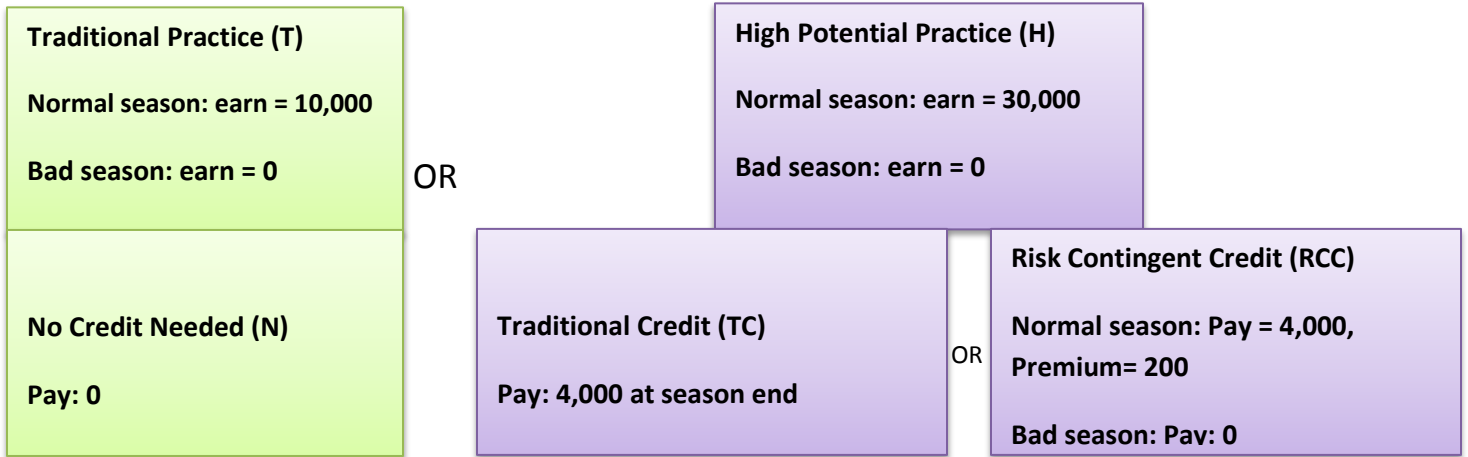 Traditional Practice (T)
Normal season: earn = 10,000
Bad season: earn = 0
OR
High Potential Practice (H)
Normal season: earn = 30,000
Bad season: earn = 0
No Credit Needed (N)
Pay: 0
Traditional Credit (TC)
Pay: 4,000 at season end
OR
Risk Contingent Credit (RCC)
Normal season: Pay = 4,000,
Premium= 200
Bad season: Pay: 0